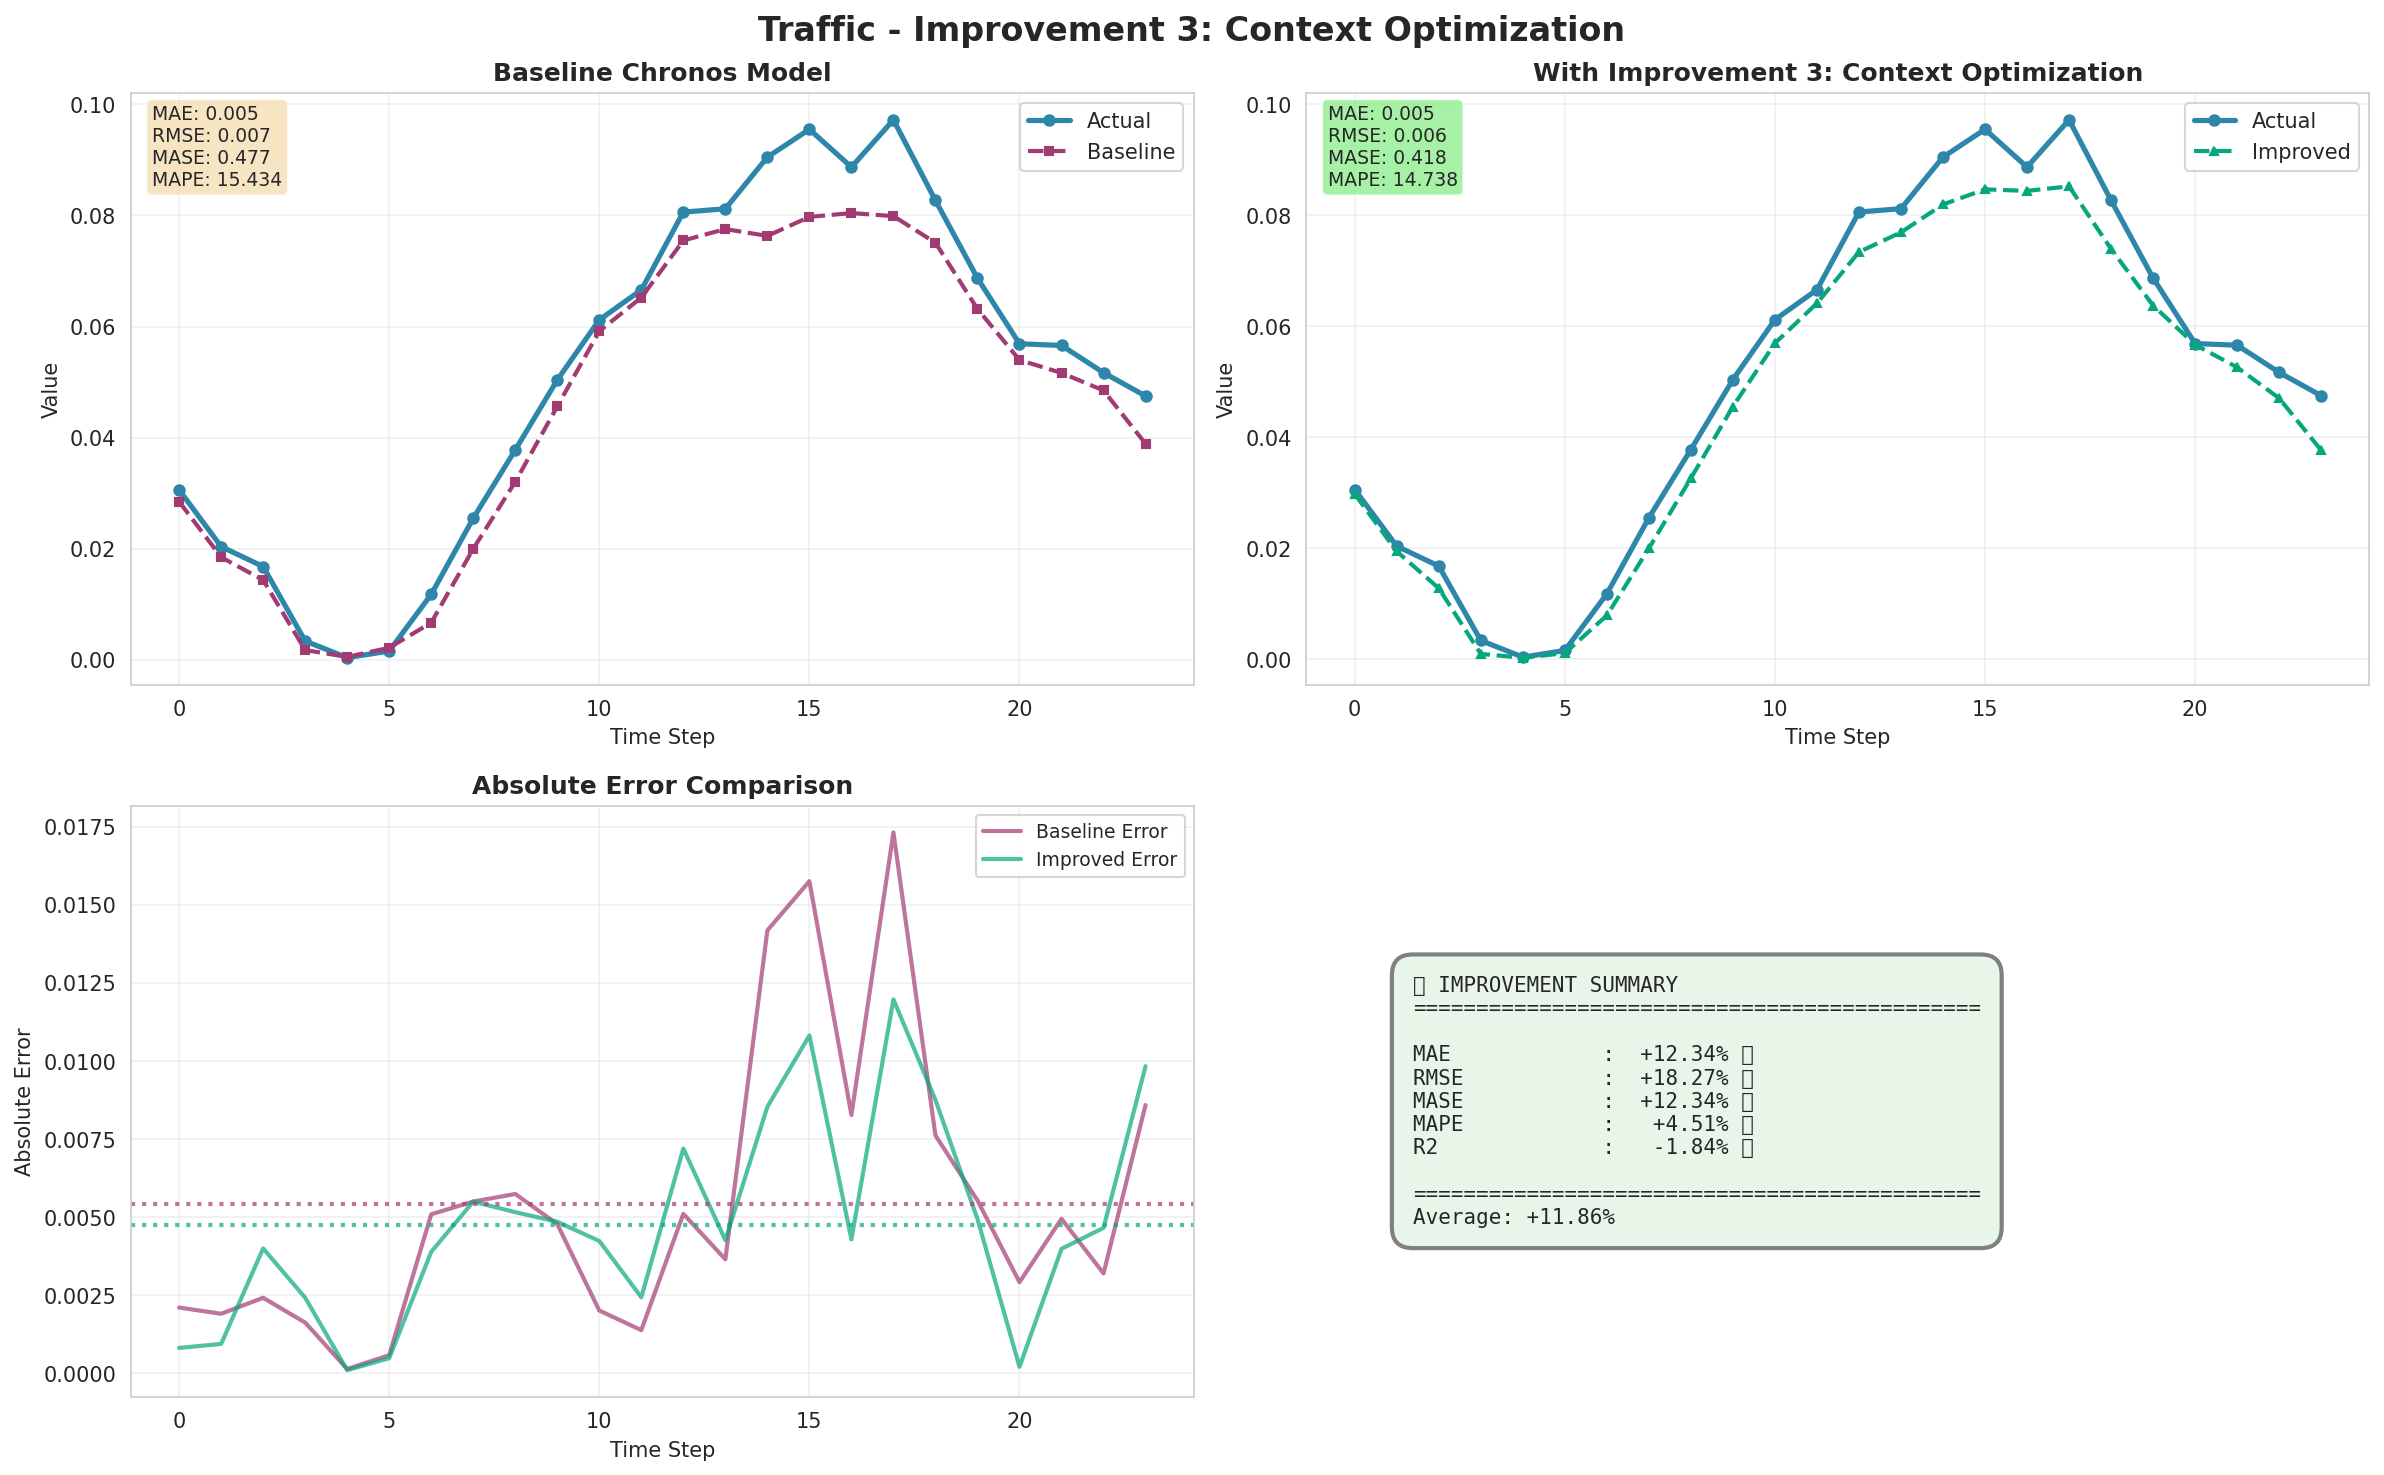 Traffic - Improvement 3: Context Optimization
Baseline Chronos Model
MAE: 0.005
RMSE: 0.007
MASE: 0.477
MAPE: 15.434
Actual
Baseline
0.10
0.08
0.06
0.04
0.02
0.00
Value
0 5 10 15 20
Time Step
With Improvement 3: Context Optimization
MAE: 0.005
RMSE: 0.006
MASE: 0.418
MAPE: 14.738
Actual
Improved
0.10
0.08
0.06
0.04
0.02
0.00
Value
0 5 10 15 20
Time Step
Absolute Error Comparison
Baseline Error
Improved Error
0.0175
0.0150
0.0125
0.0100
0.0075
0.0050
0.0025
0.0000
Absolute Error
0 5 10 15 20
Time Step
IMPROVEMENT SUMMARY
=============================================
MAE : +12.34%
RMSE : +18.27%
MASE : +12.34%
MAPE : +4.51%
R2 : -1.84%
=============================================
Average: +11.86%